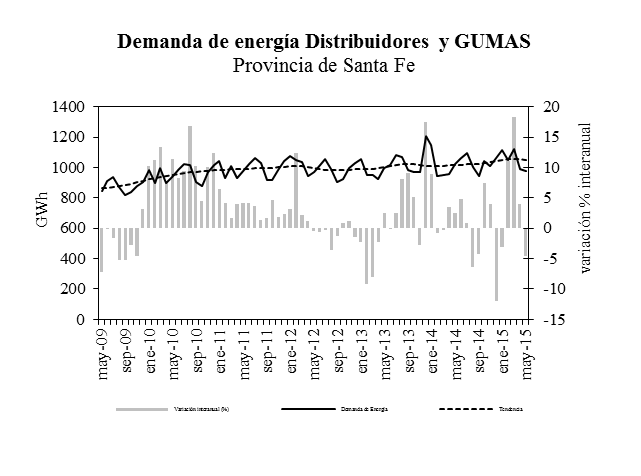 Demanda de energía Distribuidores y GUMAS
Provincia de Santa Fe
1400
1200
1000
800
600
400
200
0
GWh
20
15
10
5
0
-5
-10
-15
variación % interanual
may-09
sep-09
ene-10
may-10
sep-10
ene-11
may-11
sep-11
ene-12
may-12
sep-12
ene-13
may-13
sep-13
ene-14
may-14
sep-14
ene-15
may-15
Variación interanual (%)
Demanda de Energía
Tendencia